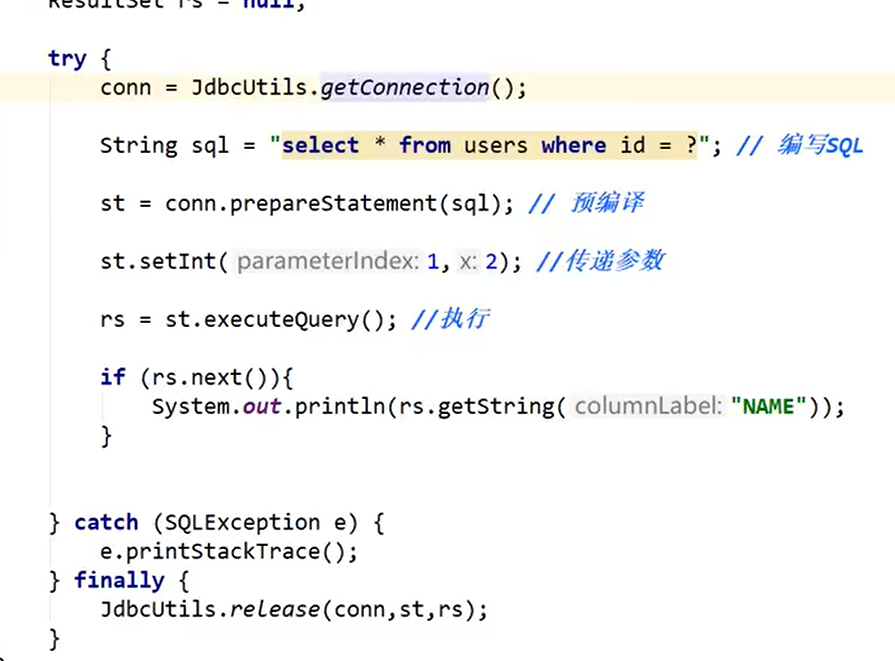 ResultSet rs = null;
try {
conn = JdbcUtils.getConnection();
String sql = "select * from users where id = ?"; // 编写SQL
st = conn.prepareStatement(sql); // 预编译
st.setInt( parameterIndex: 1, x: 2); //传递参数
rs = st.executeQuery(); //执行
if (rs.next()){
System.out.println(rs.getString( columnLabel: "NAME"));
}
} catch (SQLException e) {
e.printStackTrace();
} finally {
JdbcUtils.release(conn,st,rs);
}